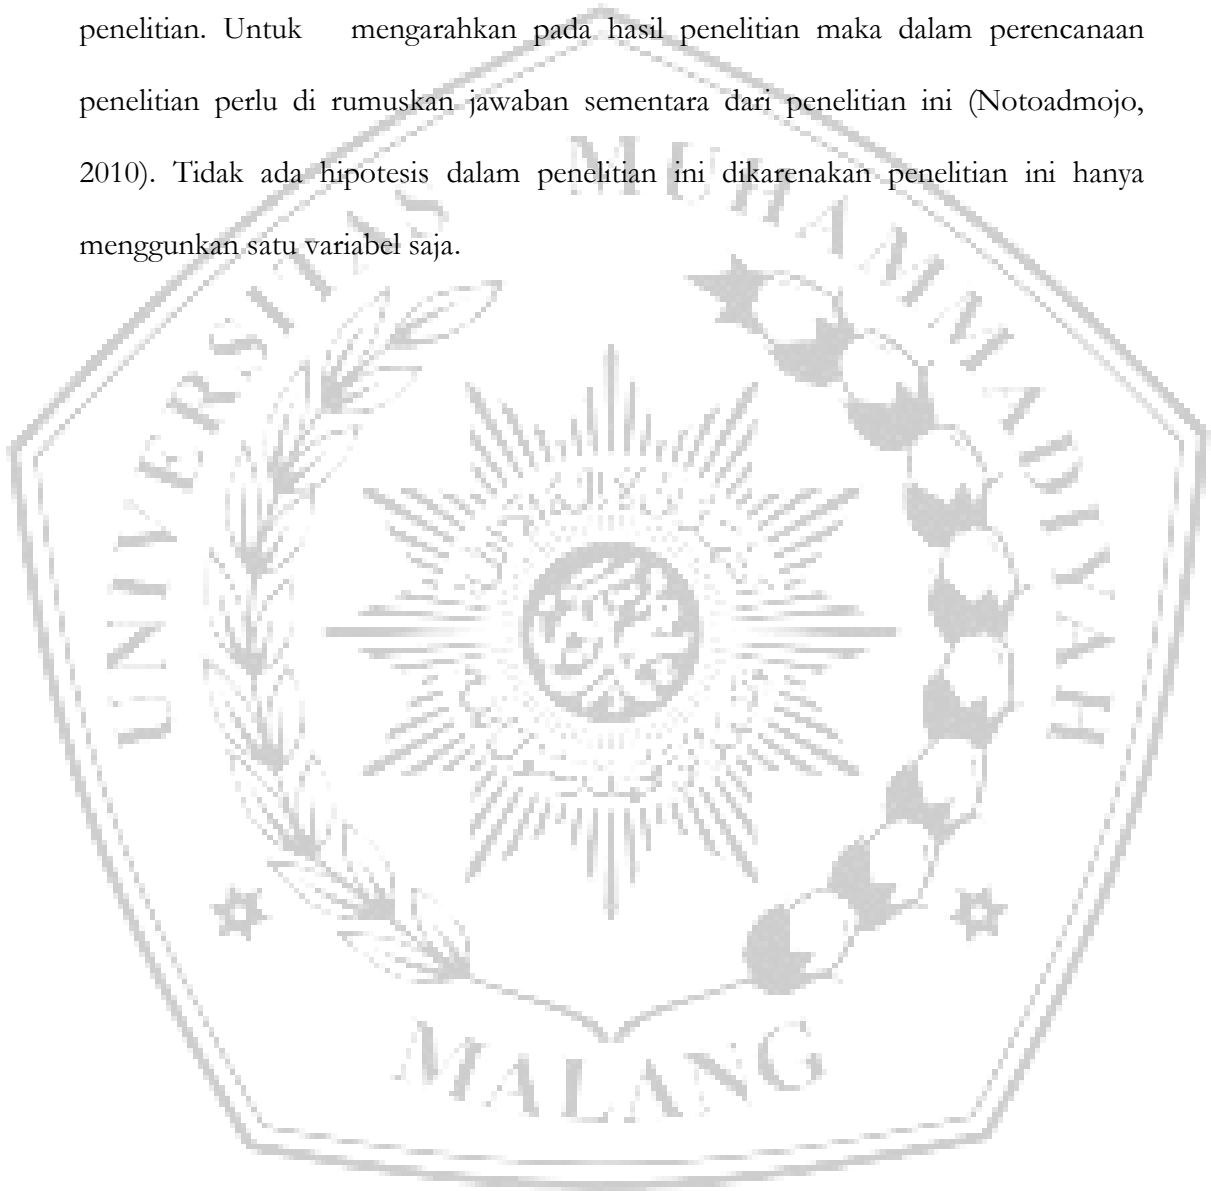 penelitian. Untuk mengarahkan pada hasil penelitian maka dalam perencanaan
penelitian perlu di rumuskan jawaban sementara dari penelitian ini (Notoadmojo,
2010). Tidak ada hipotesis dalam penelitian ini dikarenakan penelitian ini hanya
menggunkan satu variabel saja.
UNIVERSITAS MUHAMMADIYAH
MALANG